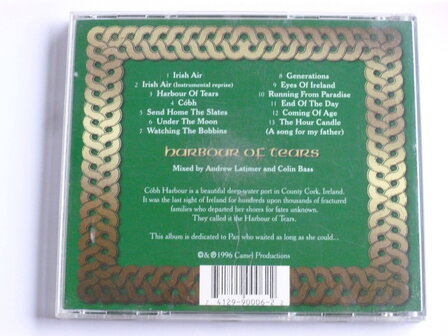 1 Irish Air
2 Irish Air (Instrumental reprise)
3 Harbour Of Tears
4 Cóbh
5 Send Home The Slates
6 Under The Moon
7 Watching The Bobbins
8 Generations
9 Eyes Of Ireland
10 Running From Paradise
11 End Of The Day
12 Coming Of Age
13 The Hour Candle
(A song for my father)
HARBOUR OF TEARS
Mixed by Andrew Latimer and Colin Bass
Cóbh Harbour is a beautiful deep-water port in County Cork, Ireland.
It was the last sight of Ireland for hundreds upon thousands of fractured
families who departed her shores for fates unknown.
They called it the Harbour of Tears.
This album is dedicated to Pap who waited as long as she could...
©&℗1996 Camel Productions
7 4129-90006-2 2